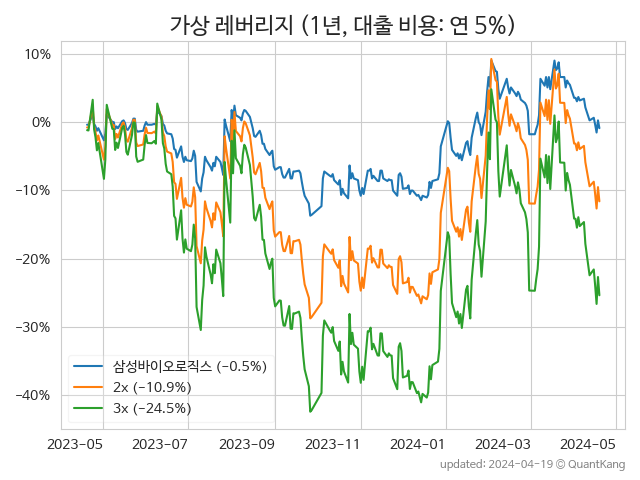 가상 레버리지 (1년, 대출 비용: 연 5%)
10%
0%
−10%
−20%
−30%
−40%
삼성바이오로직스 (−0.5%)
2x (−10.9%)
3x (−24.5%)
2023-05 2023-07 2023-09 2023-11 2024-01 2024-03 2024-05
updated: 2024-04-19 © QuantKang